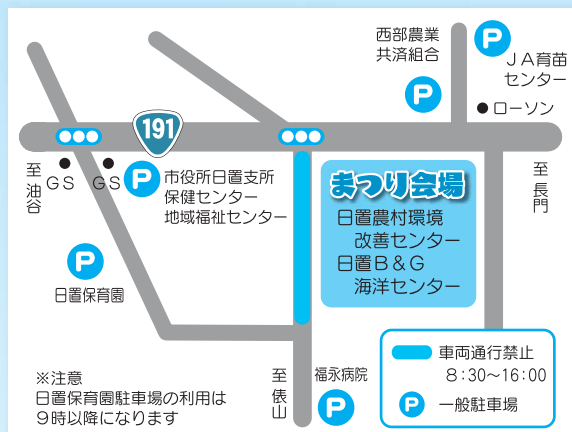 西部農業
共済組合
P
P
ＪＡ育苗
センター
ローソン
191
至油谷
ＧＳ
ＧＳ
P
市役所日置支所
保健センター
地域福祉センター
まつり会場
日置農村環境
改善センター
日置Ｂ＆Ｇ
海洋センター
至長門
P
日置保育園
※注意
日置保育園駐車場の利用は
９時以降になります
至俵山
福永病院
P
車両通行禁止
８：30～16：00
P 一般駐車場